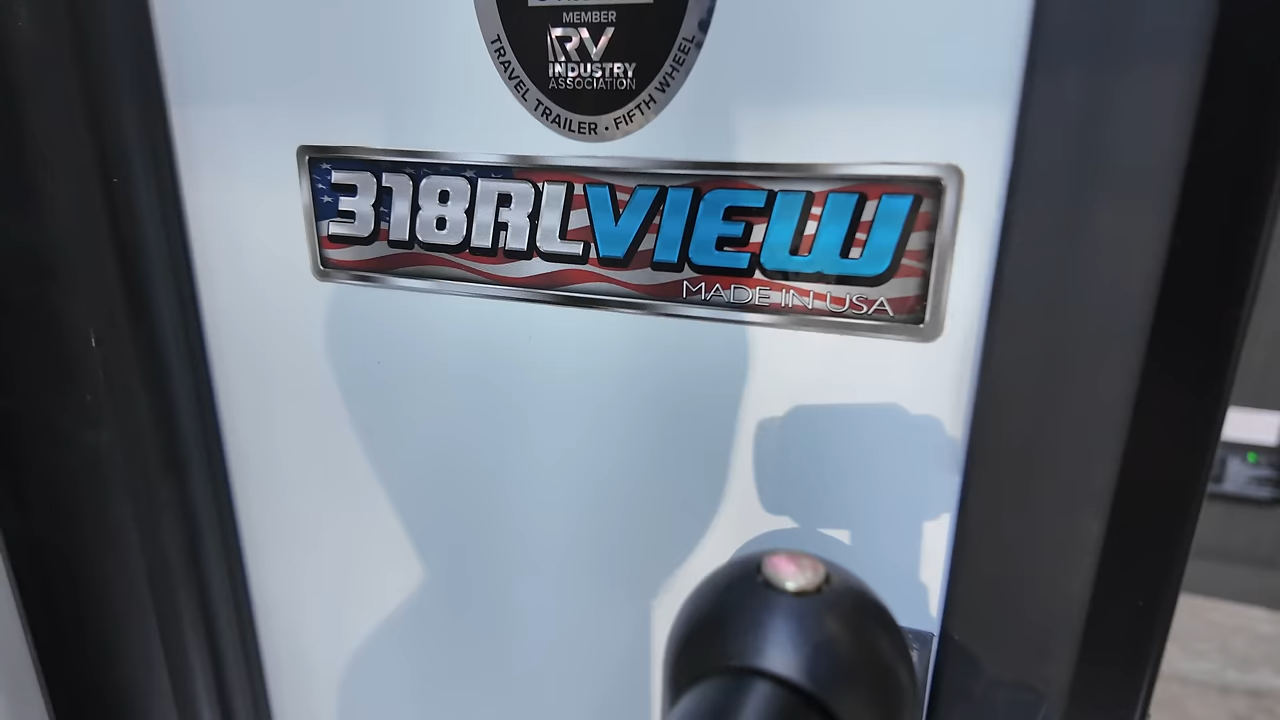 MEMBER
RV
INDUSTRY
ASSOCIATION
TRAVEL TRAILER • FIFTH WHEEL
318RLVIEW
MADE IN USA